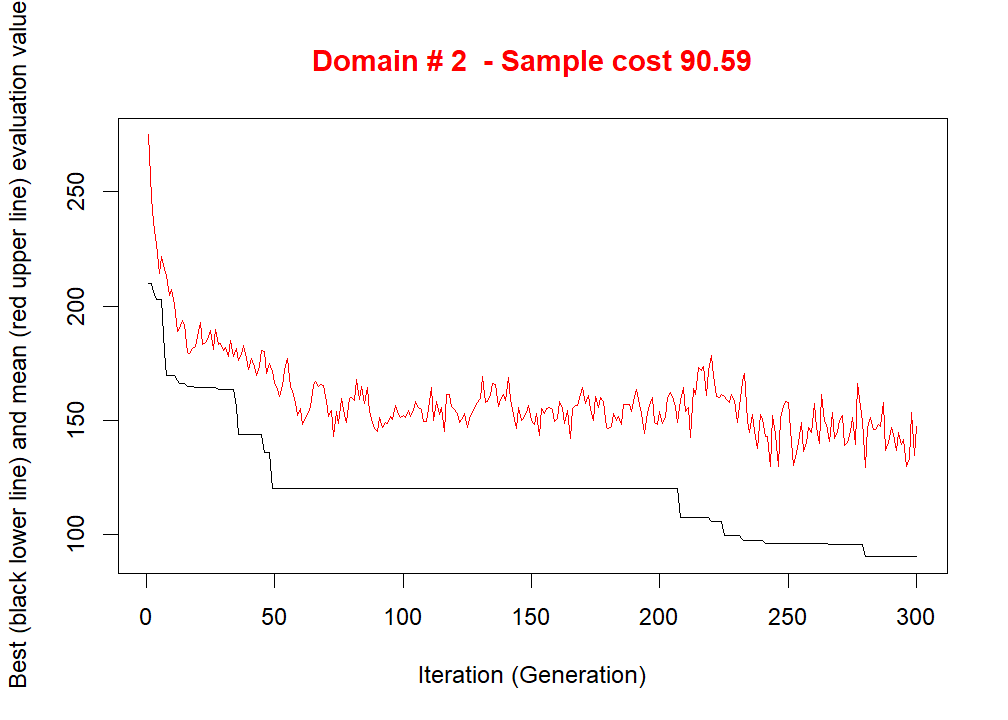 Domain # 2  - Sample cost 90.59
Best (black lower line) and mean (red upper line) evaluation value
250
200
150
100
0 50 100 150 200 250 300
Iteration (Generation)